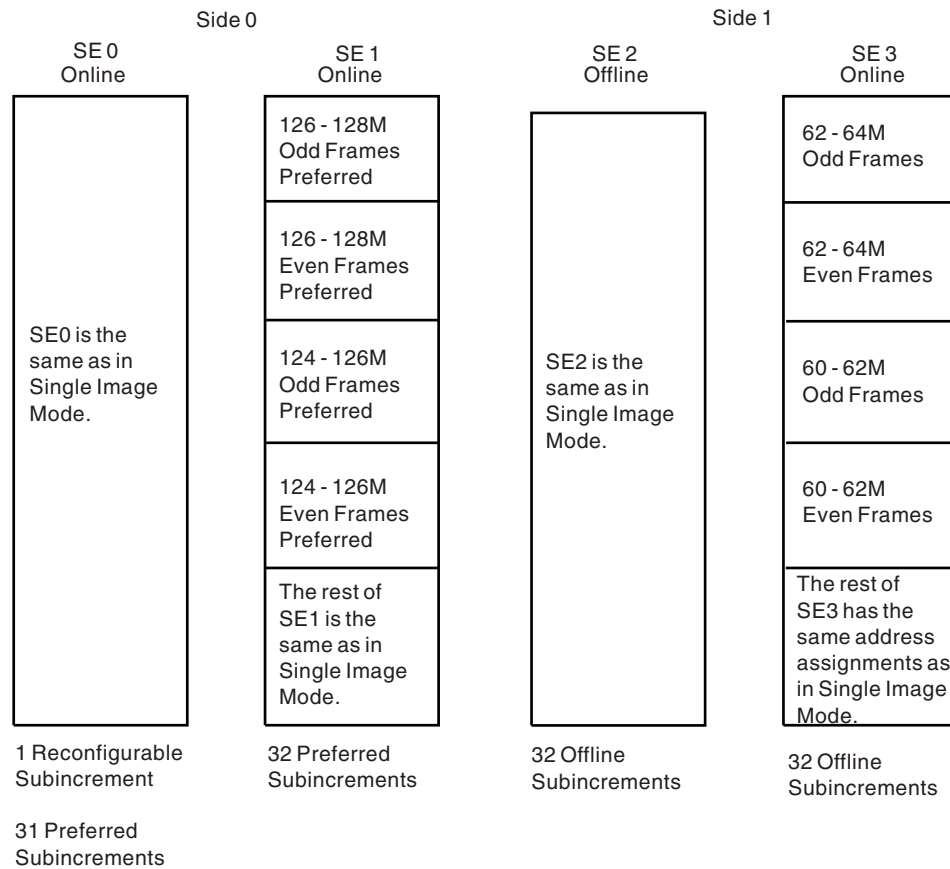 Side 0
Side 1
SE 0
Online
SE 1
Online
SE 2
Offline
SE 3
Online
SE0 is the
same as in
Single Image
Mode.
126 - 128M
Odd Frames
Preferred
126 - 128M
Even Frames
Preferred
124 - 126M
Odd Frames
Preferred
124 - 126M
Even Frames
Preferred
The rest of
SE1 is the
same as in
Single Image
Mode.
SE2 is the
same as in
Single Image
Mode.
62 - 64M
Odd Frames
62 - 64M
Even Frames
60 - 62M
Odd Frames
60 - 62M
Even Frames
The rest of
SE3 has the
same address
assignments as
in Single Image
Mode.
1 Reconfigurable
Subincrement
31 Preferred
Subincrements
32 Preferred
Subincrements
32 Offline
Subincrements
32 Offline
Subincrements